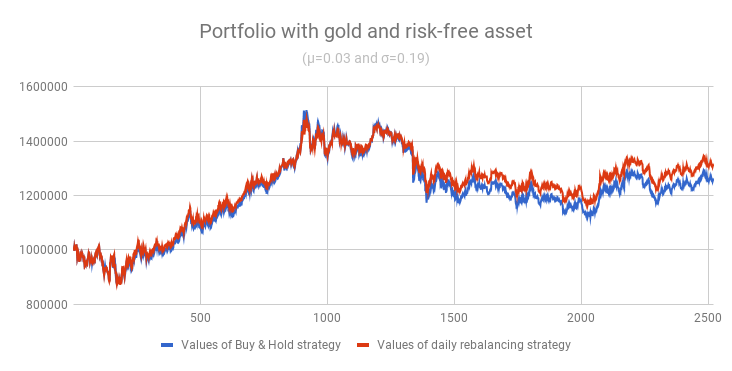 Portfolio with gold and risk-free asset
(μ=0.03 and σ=0.19)
1600000
1400000
1200000
1000000
800000
500 1000 1500 2000 2500
Values of Buy & Hold strategy Values of daily rebalancing strategy